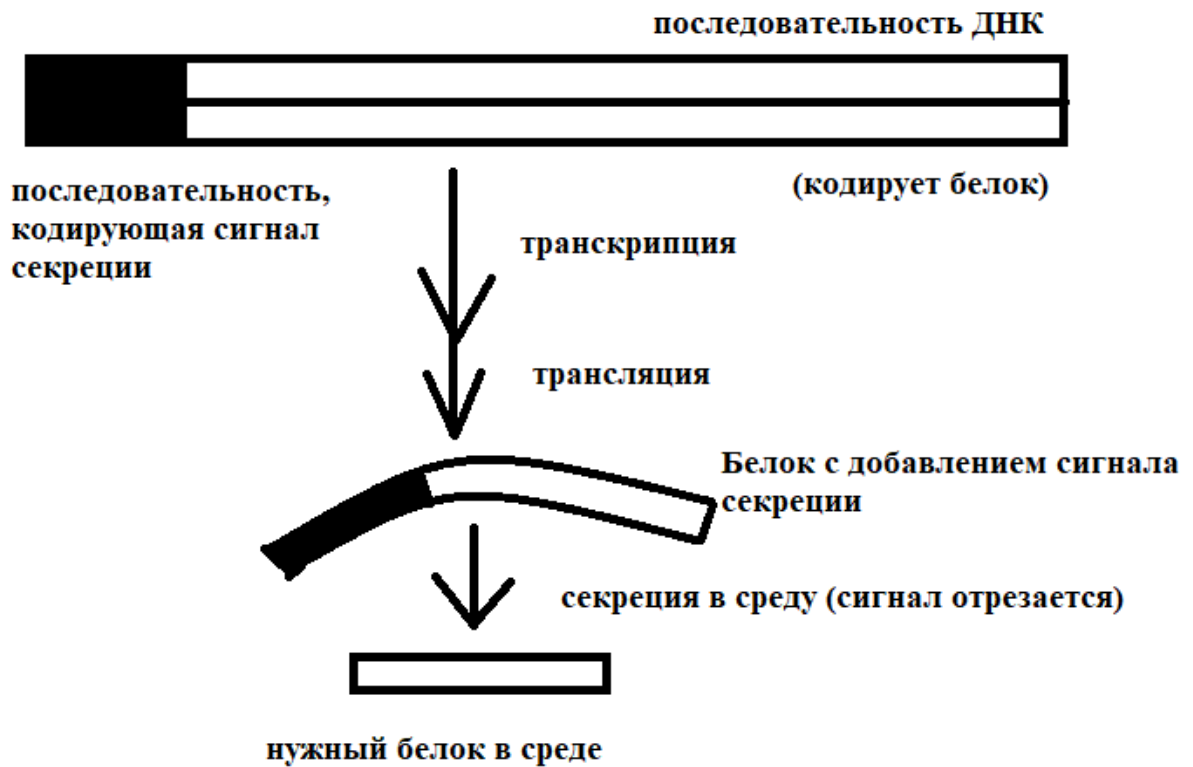 последовательность ДНК
последовательность,
кодирующая сигнал
секреции
(кодирует белок)
транскрипция
трансляция
Белок с добавлением сигнала
секреции
секреция в среду (сигнал отрезается)
нужный белок в среде